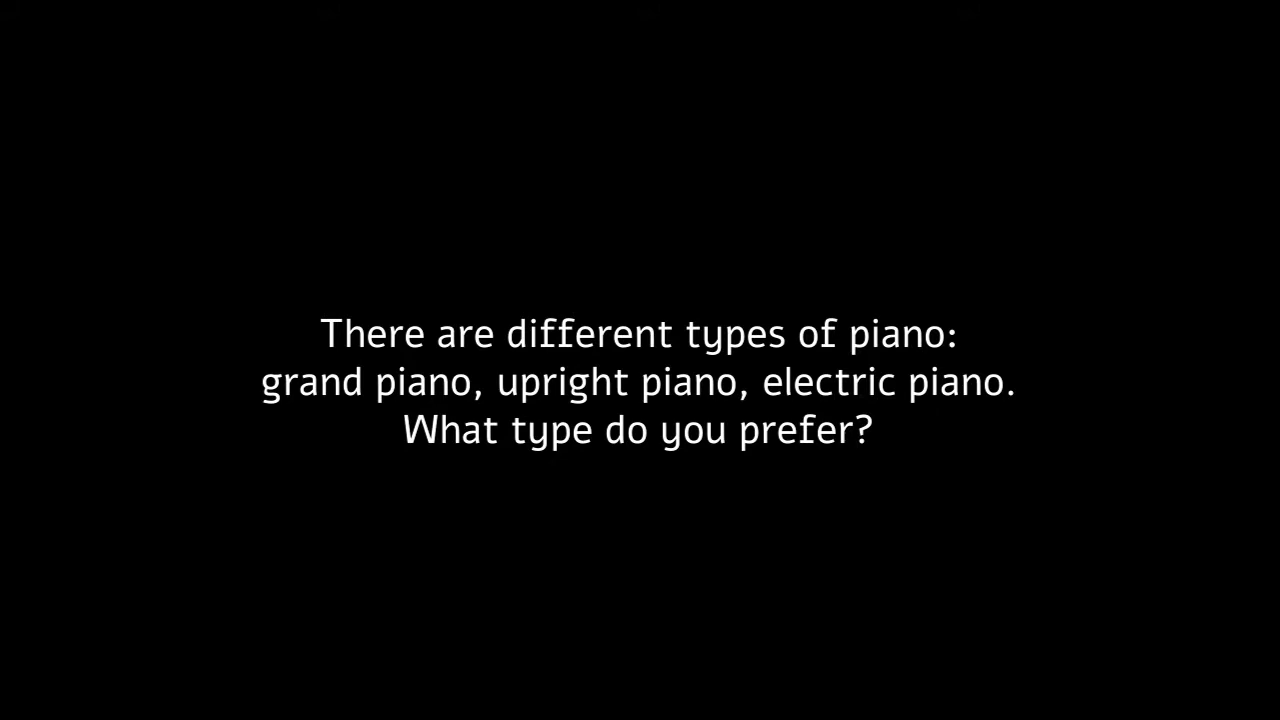 There are different types of piano:
grand piano, upright piano, electric piano.
What type do you prefer?